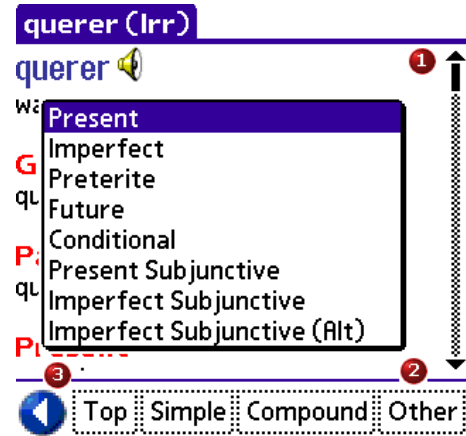 querer (Irr)
querer
1
Present
Imperfect
Preterite
Future
Conditional
Present Subjunctive
Imperfect Subjunctive
Imperfect Subjunctive (Alt)
2
3
Top Simple Compound Other